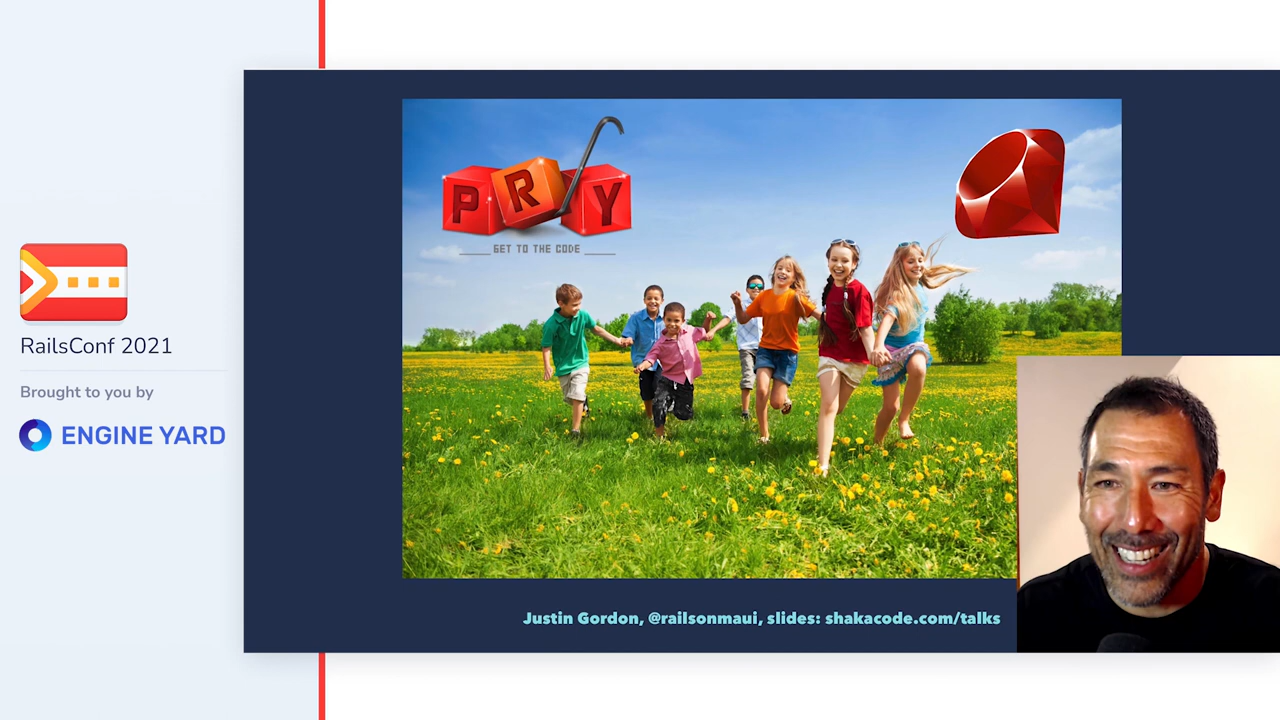 RailsConf 2021
Brought to you by
ENGINE YARD
PRY
GET TO THE CODE
Justin Gordon, @railsonmaui, slides: shakacode.com/talks